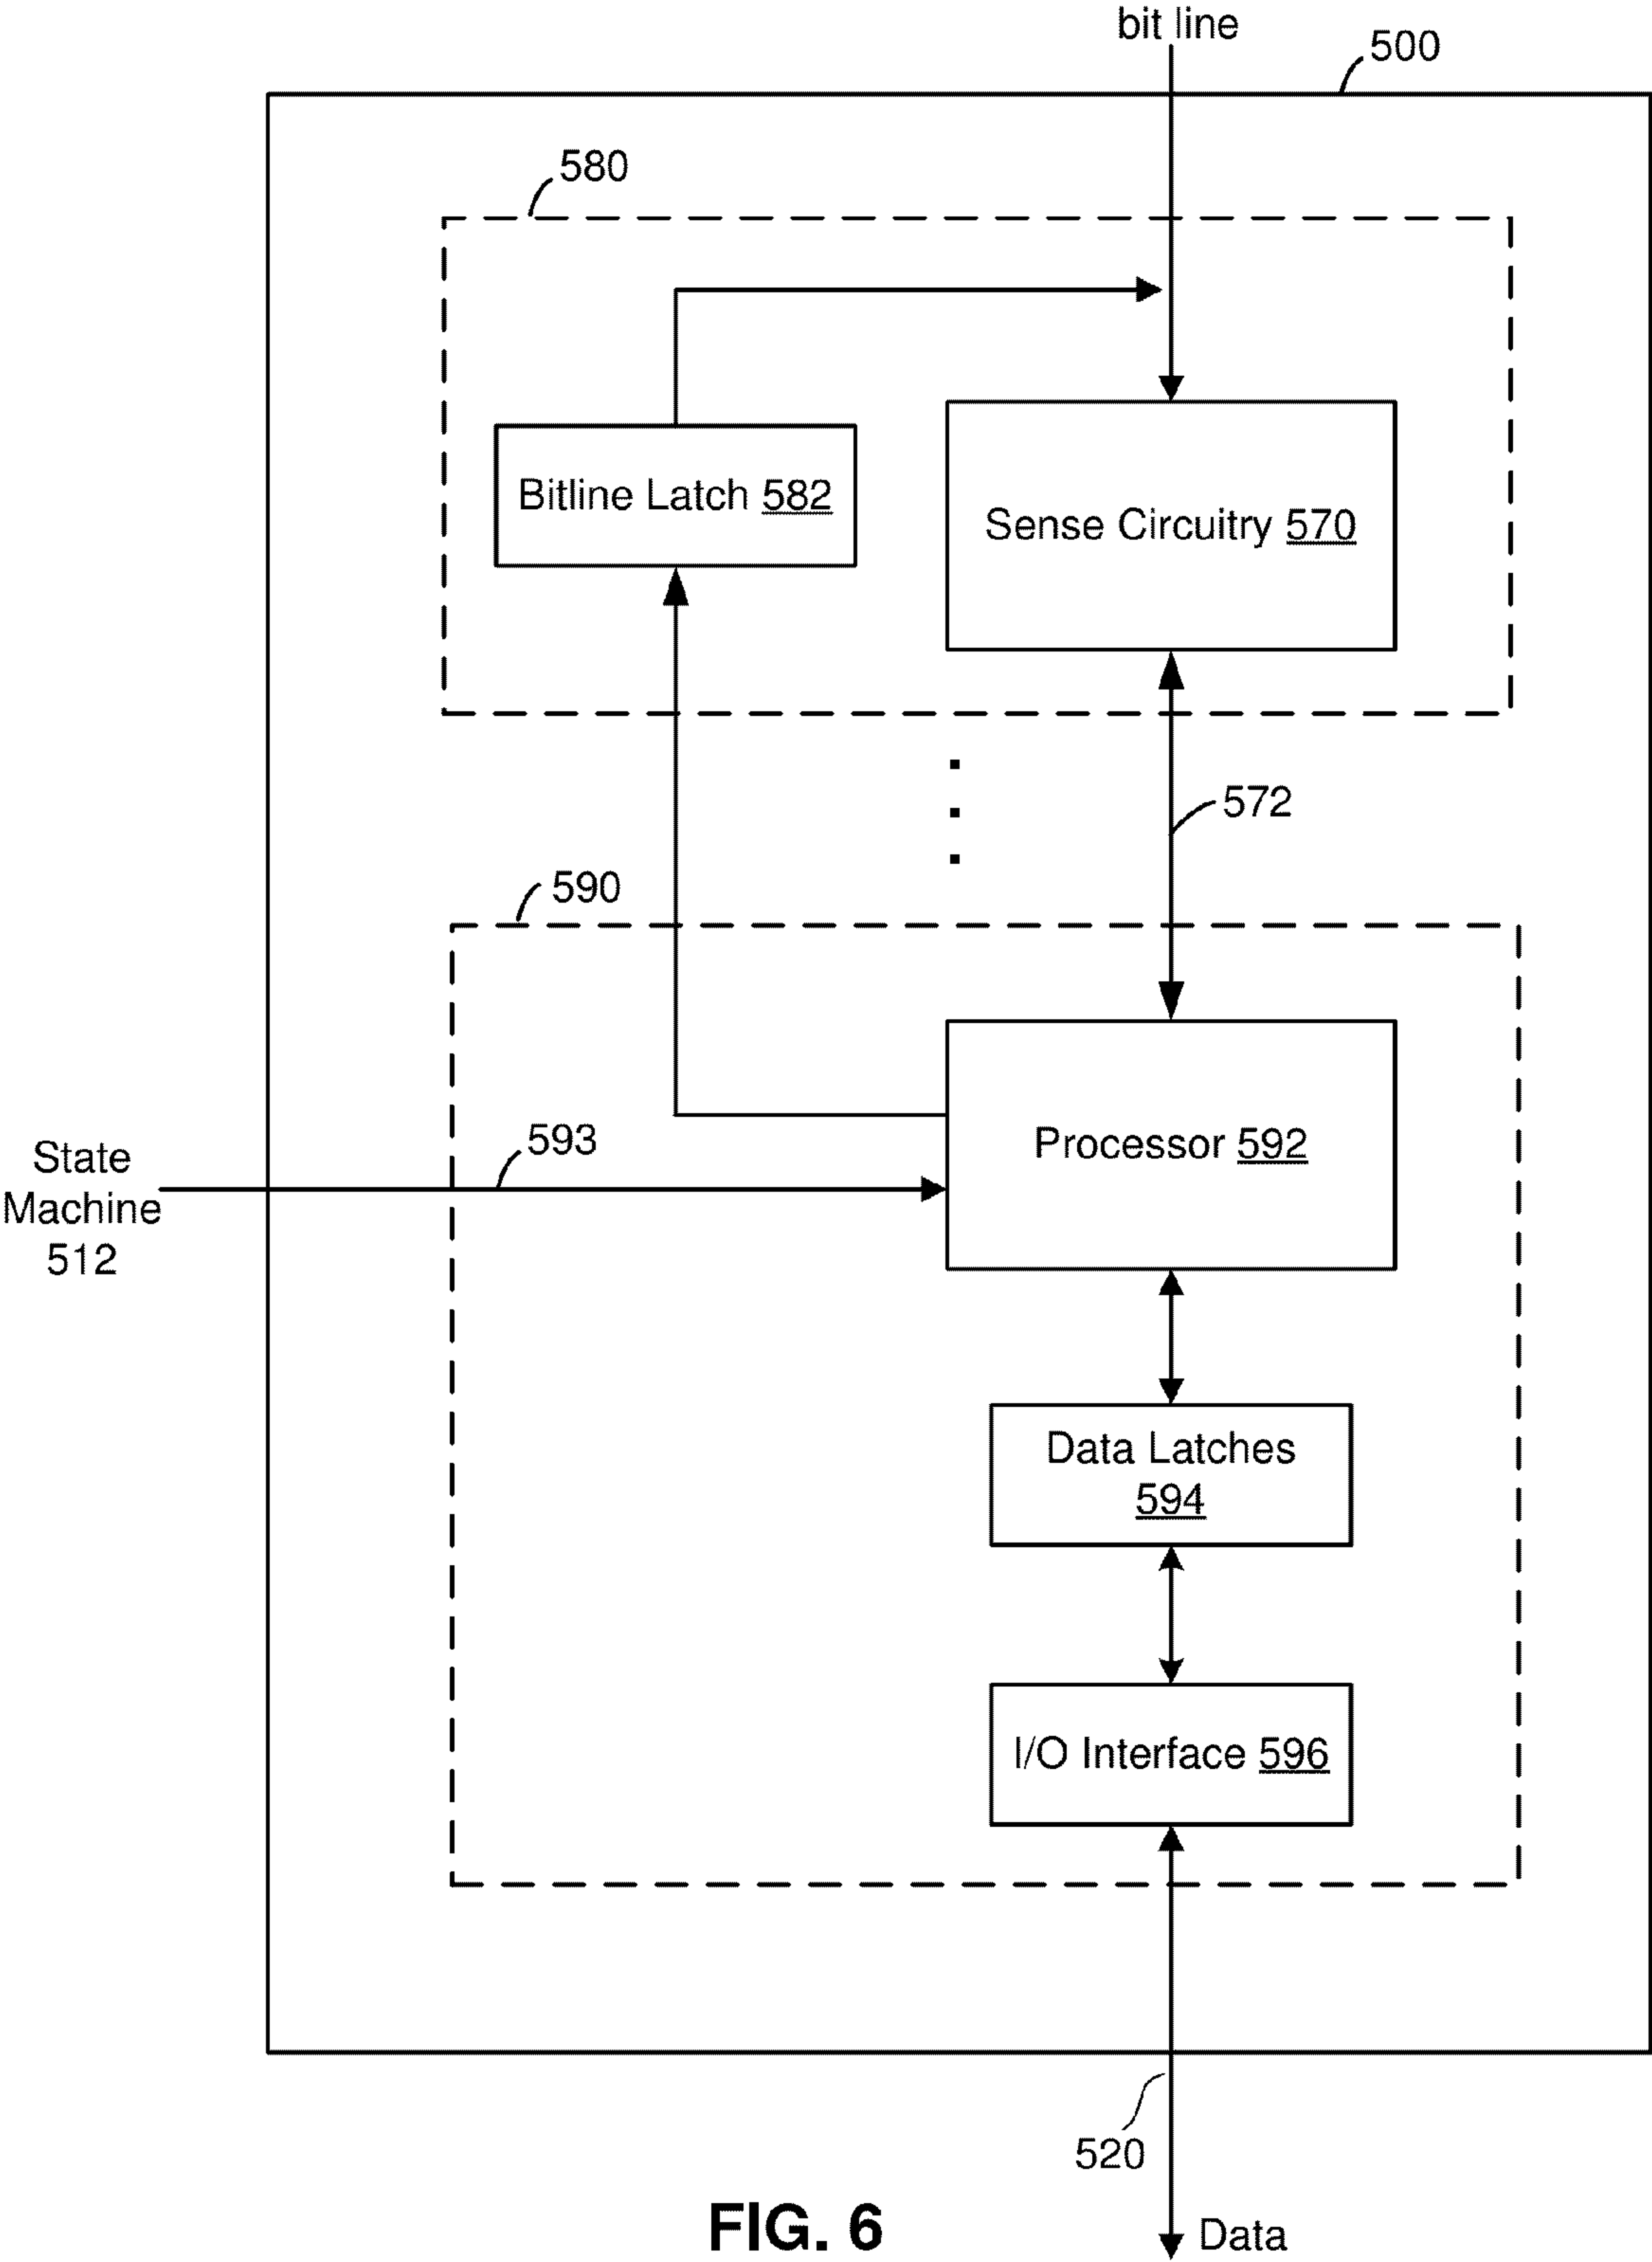 bit line
500
580
Bitline Latch 582
Sense Circuitry 570
572
590
593
State
Machine
512
Processor 592
Data Latches
594
I/O Interface 596
520
Data
FIG. 6